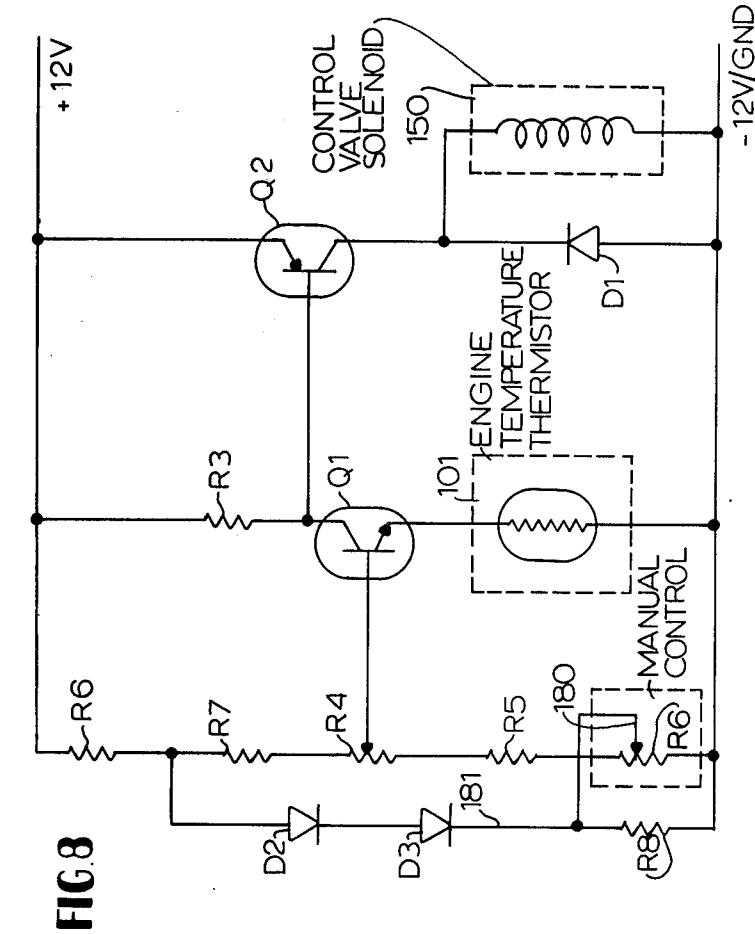 FIG.8
+12V
R6
R7
R4
R5
180
MANUAL
CONTROL
R6
D2
D3
181
R8
R3
Q1
101
ENGINE
TEMPERATURE
THERMISTOR
Q2
CONTROL
VALVE
SOLENOID
150
D1
-12V/GND